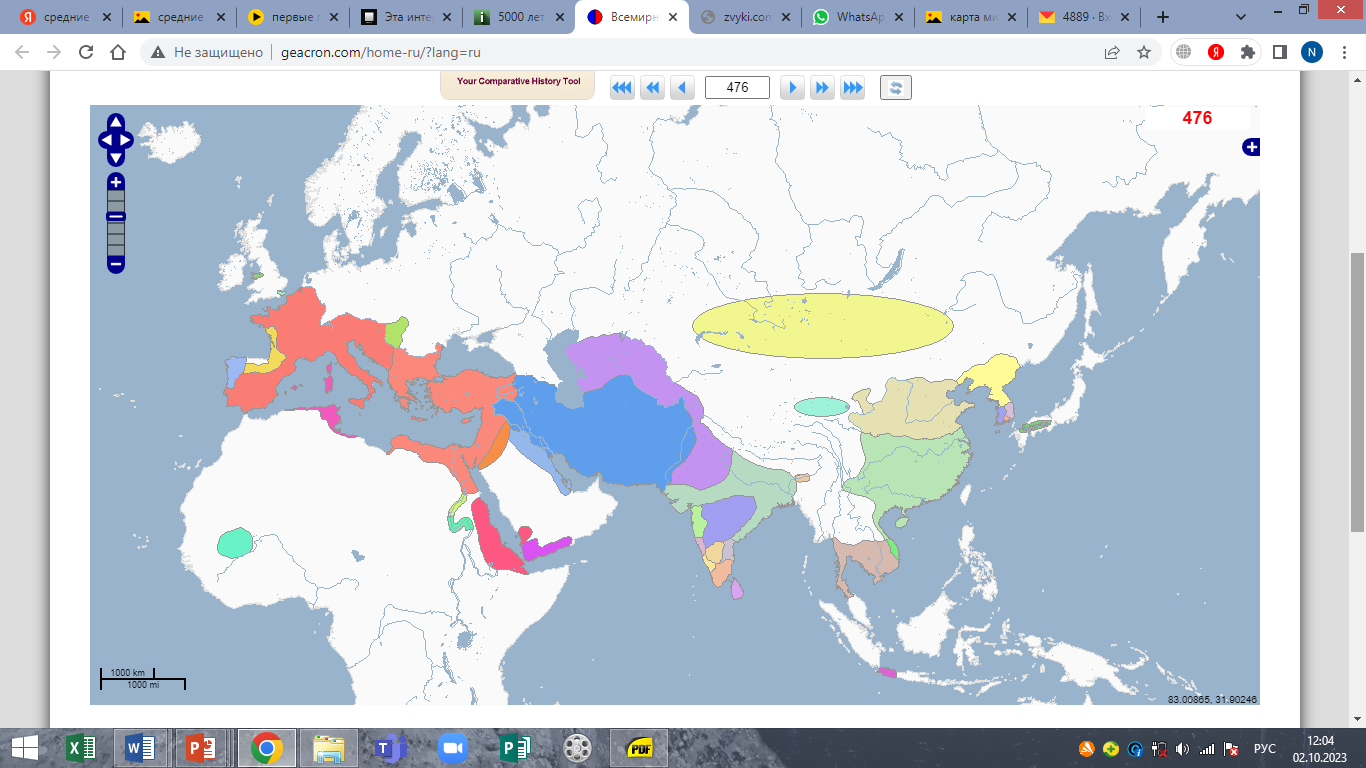 средние
средние
первые
Эта инте
5000 лет
Всемирн
zvyki.con
WhatsAp
карта ми
4889 · Вх
Не защищено
geacron.com/home-ru/?lang=ru
Your Comparative History Tool
476
476
1000 km
1000 mi
83.00865, 31.90246
PDF
РУС
12:04
02.10.2023